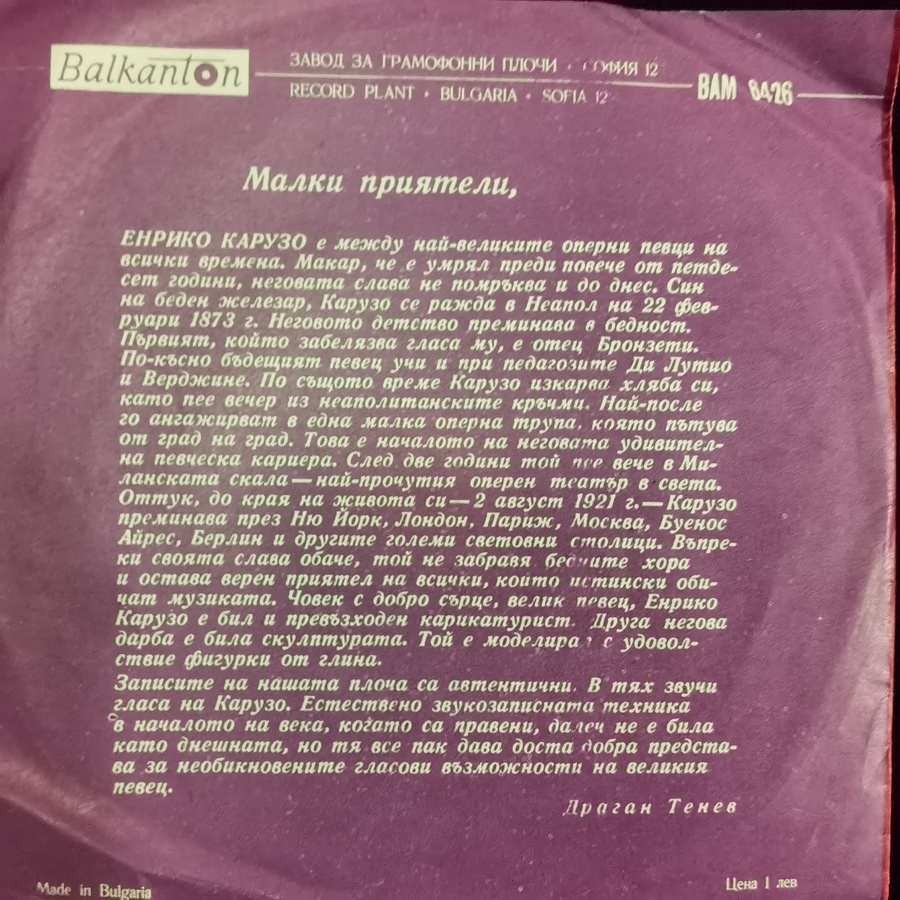 Balkanton
ЗАВОД ЗА ГРАМОФОННИ ПЛОЧИ · СОФИЯ 12
RECORD PLANT · BULGARIA · SOFIA 12
ВАМ 6426
Малки приятели,
ЕНРИКО КАРУЗО е между най-великите оперни певци на
всички времена. Макар, че е умрял преди повече от петде-
сет години, неговата слава не помръква и до днес. Син
на беден железар, Карузо се ражда в Неапол на 22 фев-
руари 1873 г. Неговото детство преминава в бедност.
Първият, който забелязва гласа му, е отец Бронзети.
По-късно бъдещият певец учи и при педагозите Ди Лутио
и Верджине. По същото време Карузо изкарва хляба си,
като пее вечер из неаполитанските кръчми. Най-после
го ангажирват в една малка оперна трупа, която пътува
от град на град. Това е началото на неговата удивител-
на певческа кариера. След две години той пее вече в Ми-
ланската скала — най-прочутия оперен театър в света.
Оттук, до края на живота си — 2 август 1921 г. — Карузо
преминава през Ню Йорк, Лондон, Париж, Москва, Буенос
Айрес, Берлин и другите големи световни столици. Въпре-
ки своята слава обаче, той не забравя бедните хора
и остава верен приятел на всички, които истински оби-
чат музиката. Човек с добро сърце, велик певец, Енрико
Карузо е бил и превъзходен карикатурист. Друга негова
дарба е била скулптурата. Той е моделирал с удовол-
ствие фигурки от глина.
Записите на нашата плоча са автентични. В тях звучи
гласа на Карузо. Естествено звукозаписната техника
в началото на века, когато са правени, далеч не е била
като днешната, но тя все пак дава доста добра предста-
ва за необикновените гласови възможности на великия
певец.
Драган Тенев
Made in Bulgaria
Цена 1 лев